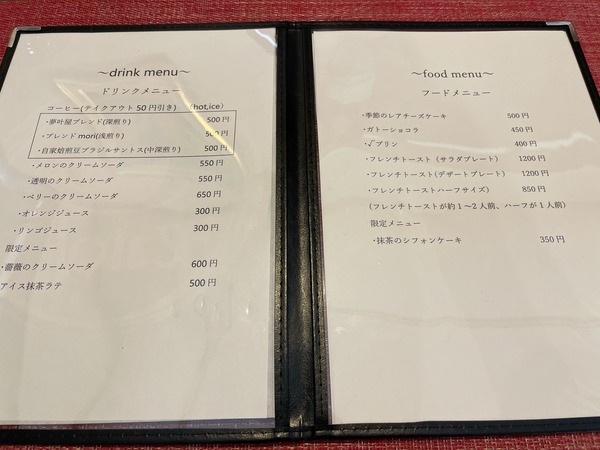 ～drink menu～
ドリンクメニュー
コーヒー(テイクアウト50円引き) (hot,ice)
・夢叶屋ブレンド(深煎り) 500円
・ブレンドmori(浅煎り) 500円
・自家焙煎豆ブラジルサントス(中深煎り) 500円
・メロンのクリームソーダ 550円
・透明のクリームソーダ 550円
・ベリーのクリームソーダ 650円
・オレンジジュース 300円
・リンゴジュース 300円
限定メニュー
・薔薇のクリームソーダ 600円
アイス抹茶ラテ 500円
～food menu～
フードメニュー
・季節のレアチーズケーキ 500円
・ガトーショコラ 450円
・√プリン 400円
・フレンチトースト（サラダプレート） 1200円
・フレンチトースト(デザートプレート) 1200円
・フレンチトーストハーフサイズ) 850円
(フレンチトーストが約１～2人前、ハーフが１人前)
限定メニュー
・抹茶のシフォンケーキ 350円